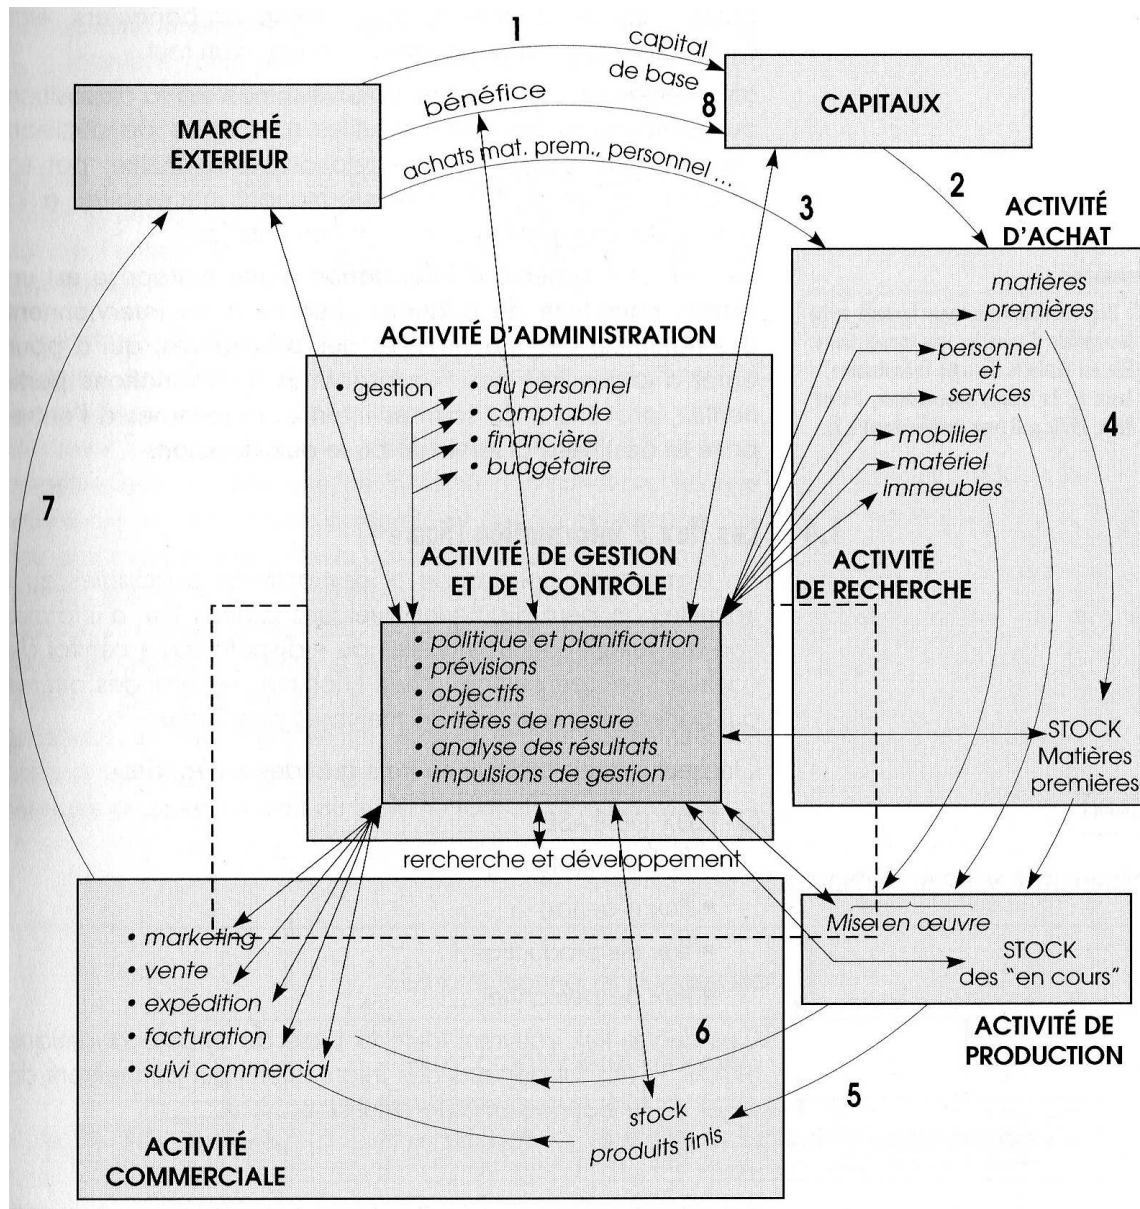 1
capital
de base
bénéfice
8
MARCHÉ
EXTERIEUR
CAPITAUX
achats mat. prem., personnel ...
2
3
ACTIVITÉ
D'ACHAT
matières
premières
personnel
et
services
mobilier
matériel
immeubles
4
ACTIVITÉ D'ADMINISTRATION
• gestion
• du personnel
• comptable
• financière
• budgétaire
7
ACTIVITÉ DE GESTION
ET DE CONTRÔLE
ACTIVITÉ
DE RECHERCHE
• politique et planification
• prévisions
• objectifs
• critères de mesure
• analyse des résultats
• impulsions de gestion
STOCK
Matières
premières
rercherche et développement
Mise en œuvre
STOCK
des "en cours"
ACTIVITÉ DE
PRODUCTION
• marketing
• vente
• expédition
• facturation
• suivi commercial
6
5
stock
produits finis
ACTIVITÉ
COMMERCIALE